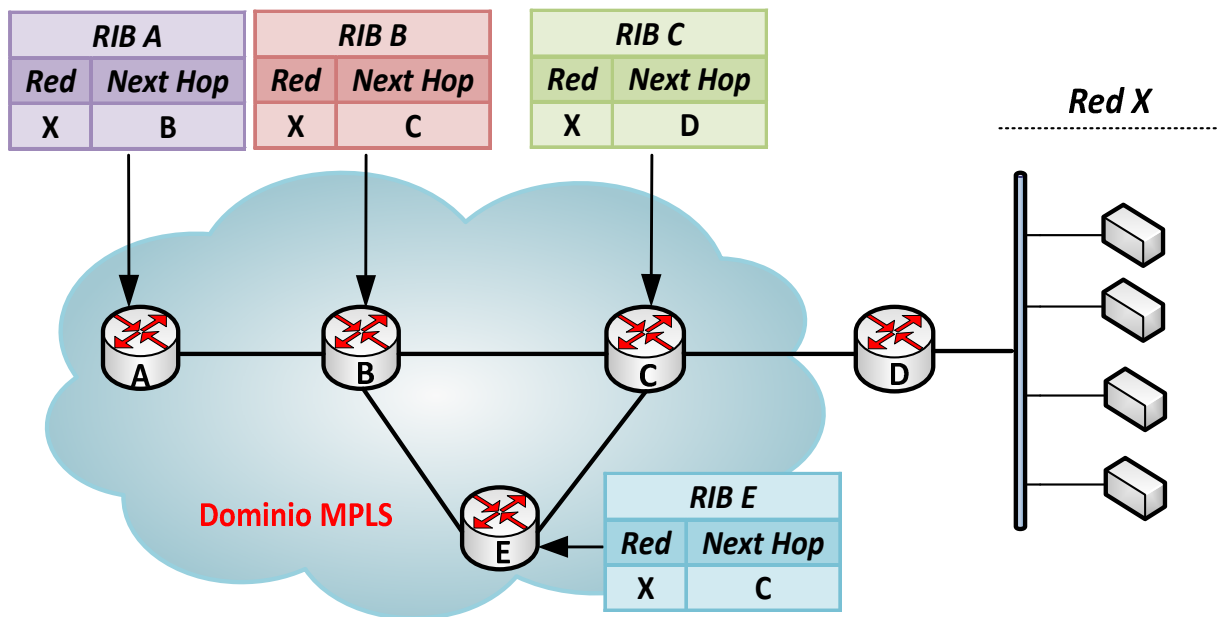 RIB A
Red Next Hop
X B
RIB B
Red Next Hop
X C
RIB C
Red Next Hop
X D
Red X
A
B
C
D
Dominio MPLS
E
RIB E
Red Next Hop
X C